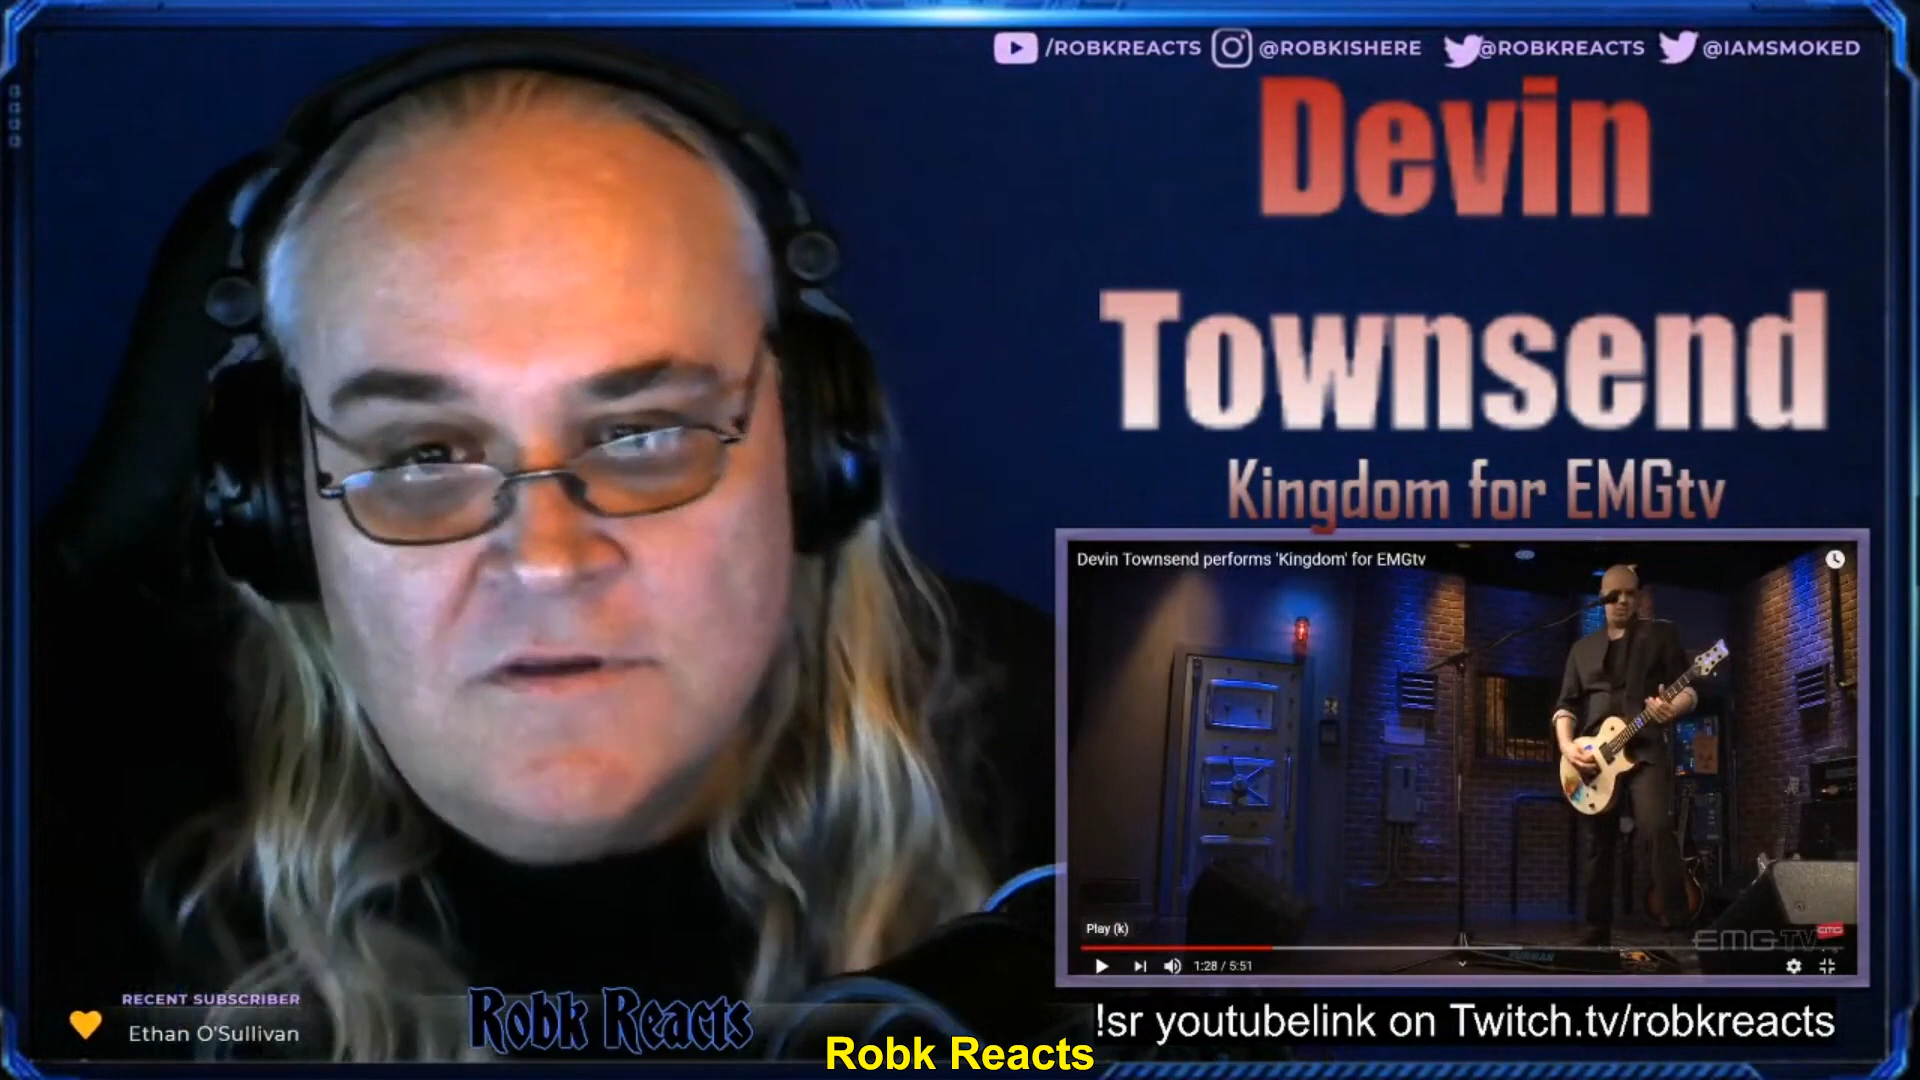 /ROBKREACTS @ROBKISHERE @ROBKREACTS @IAMSMOKED
Devin
Townsend
Kingdom for EMGtv
Devin Townsend performs 'Kingdom' for EMGtv
Play (k)
EMGTV EMG
1:28 / 5:51
RECENT SUBSCRIBER
Ethan O'Sullivan
Robk Reacts
!sr youtubelink on Twitch.tv/robkreacts
Robk Reacts